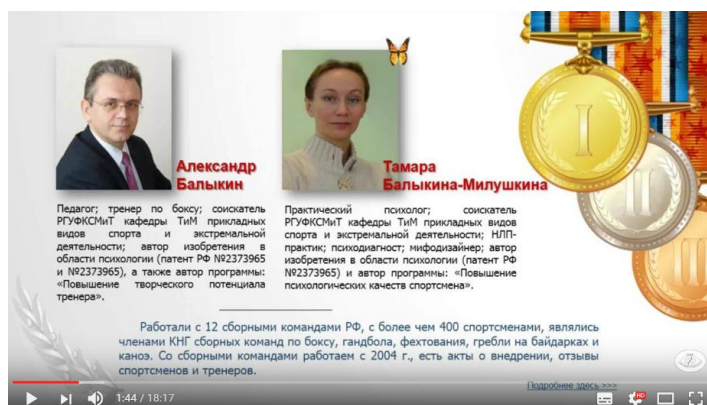 Александр
Балыкин
Педагог; тренер по боксу; соискатель
РГУФКСМиТ кафедры ТиМ прикладных
видов спорта и экстремальной
деятельности; автор изобретения в
области психологии (патент РФ №2373965
и №2373965), а также автор программы:
«Повышение творческого потенциала
тренера».
Тамара
Балыкина-Милушкина
Практический психолог; соискатель
РГУФКСМиТ кафедры ТиМ прикладных видов
спорта и экстремальной деятельности; НЛП-
практик; психодиагност; мифодизайнер; автор
изобретения в области психологии (патент РФ
№2373965) и автор программы: «Повышение
психологических качеств спортсмена».
Работали с 12 сборными командами РФ, с более чем 400 спортсменами, являлись
членами КНГ сборных команд по боксу, гандбола, фехтования, гребли на байдарках и
каноэ. Со сборными командами работаем с 2004 г., есть акты о внедрении, отзывы
спортсменов и тренеров.
Подробнее здесь >>>
I
II
III
1:44 / 18:17
HD